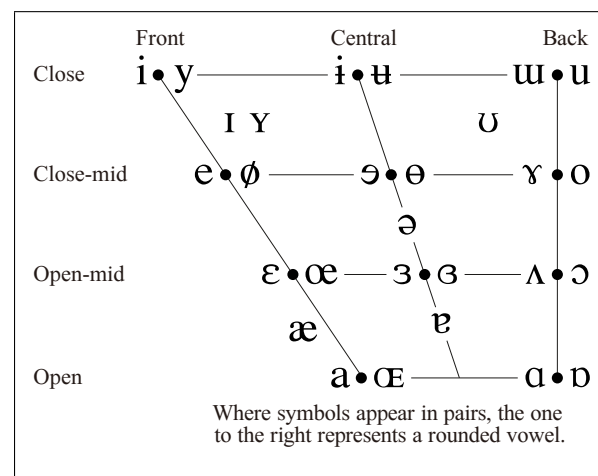 Front Central Back
Close i y ɨ ʉ ɯ u
ɪ ʏ ʊ
Close-mid e ø ɘ ɵ ɤ o
ə
Open-mid ɛ œ ɜ ɞ ʌ ɔ
æ ɐ
Open a ɶ ɑ ɒ
Where symbols appear in pairs, the one
to the right represents a rounded vowel.